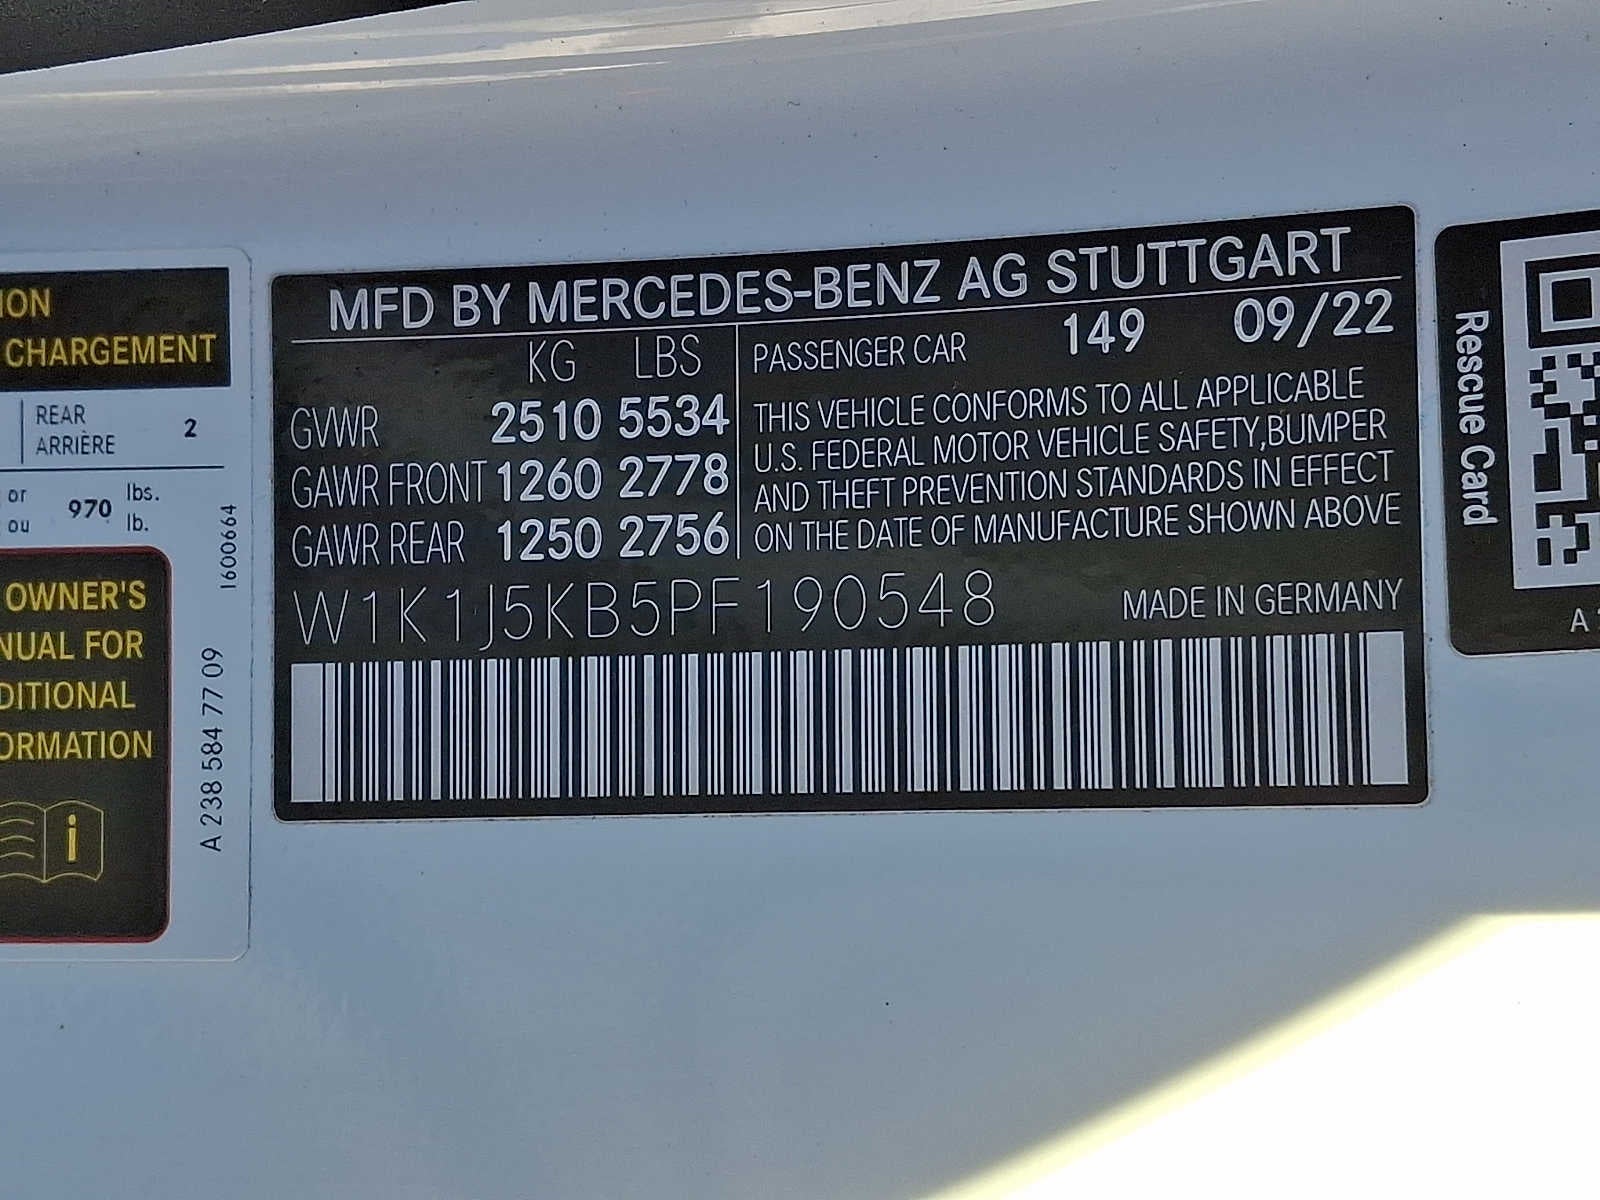 ION
CHARGEMENT
REAR
ARRIÈRE 2
or
ou 970 lbs.
lb.
OWNER'S
NUAL FOR
DITIONAL
ORMATION
i
1600664
A 238 584 77 09
MFD BY MERCEDES-BENZ AG STUTTGART
KG LBS
GVWR 2510 5534
GAWR FRONT 1260 2778
GAWR REAR 1250 2756
PASSENGER CAR 149 09/22
THIS VEHICLE CONFORMS TO ALL APPLICABLE
U.S. FEDERAL MOTOR VEHICLE SAFETY,BUMPER
AND THEFT PREVENTION STANDARDS IN EFFECT
ON THE DATE OF MANUFACTURE SHOWN ABOVE
W1K1J5KB5PF190548 MADE IN GERMANY
Rescue Card
A